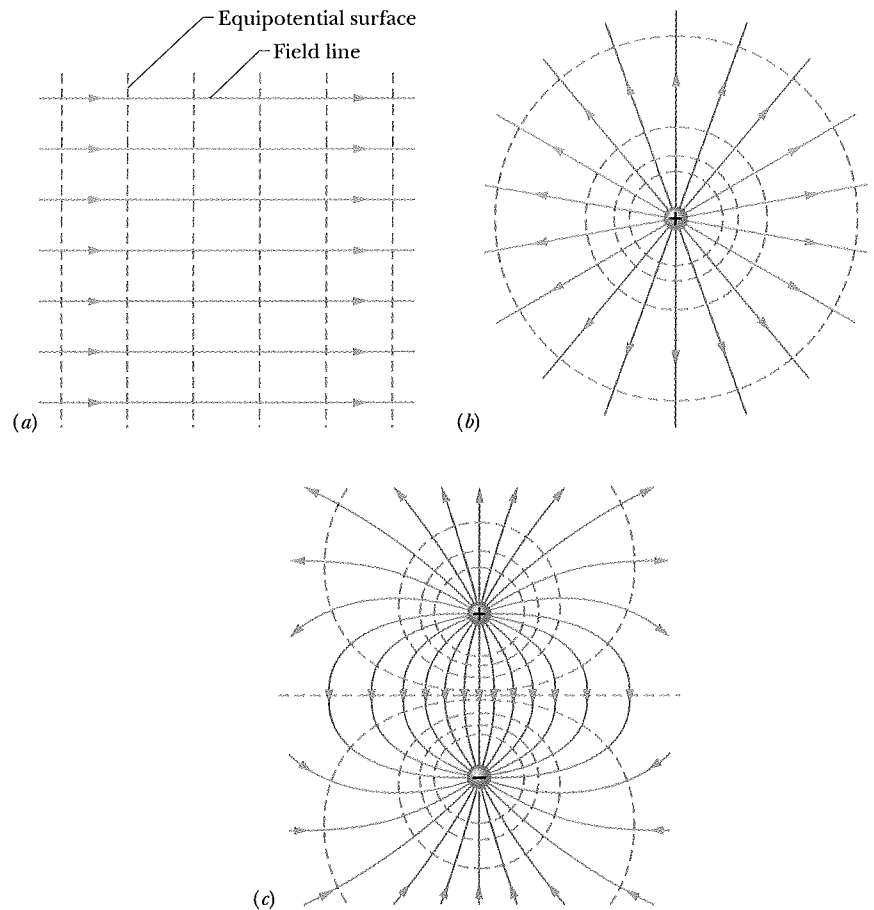 Equipotential surface
Field line
(a)
(b)
+
+
−
(c)